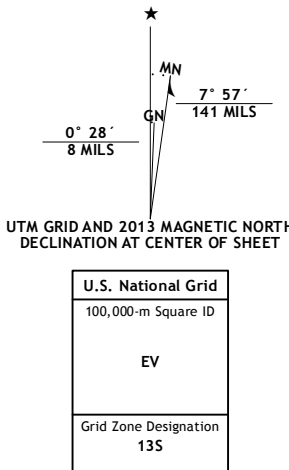 MN
GN
7° 57´
141 MILS
0° 28´
8 MILS
UTM GRID AND 2013 MAGNETIC NORTH
DECLINATION AT CENTER OF SHEET
U.S. National Grid
100,000-m Square ID
EV
Grid Zone Designation
13S